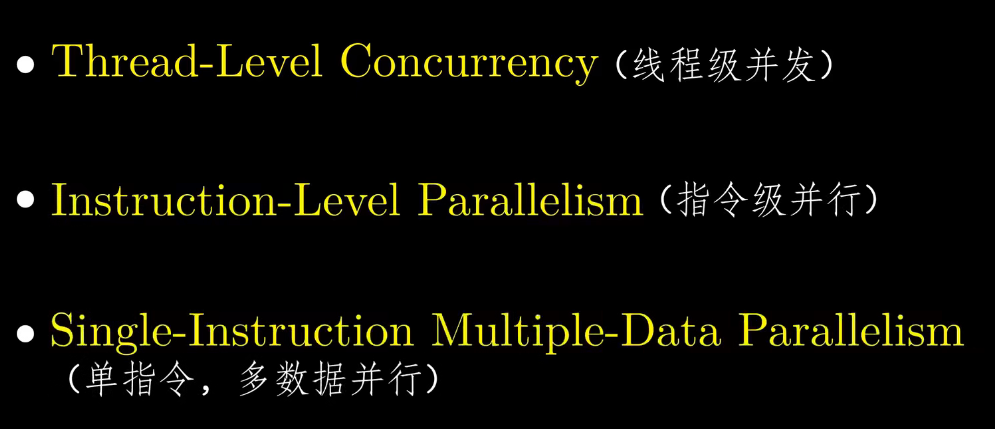 • Thread-Level Concurrency（线程级并发）
• Instruction-Level Parallelism（指令级并行）
• Single-Instruction Multiple-Data Parallelism
（单指令，多数据并行）